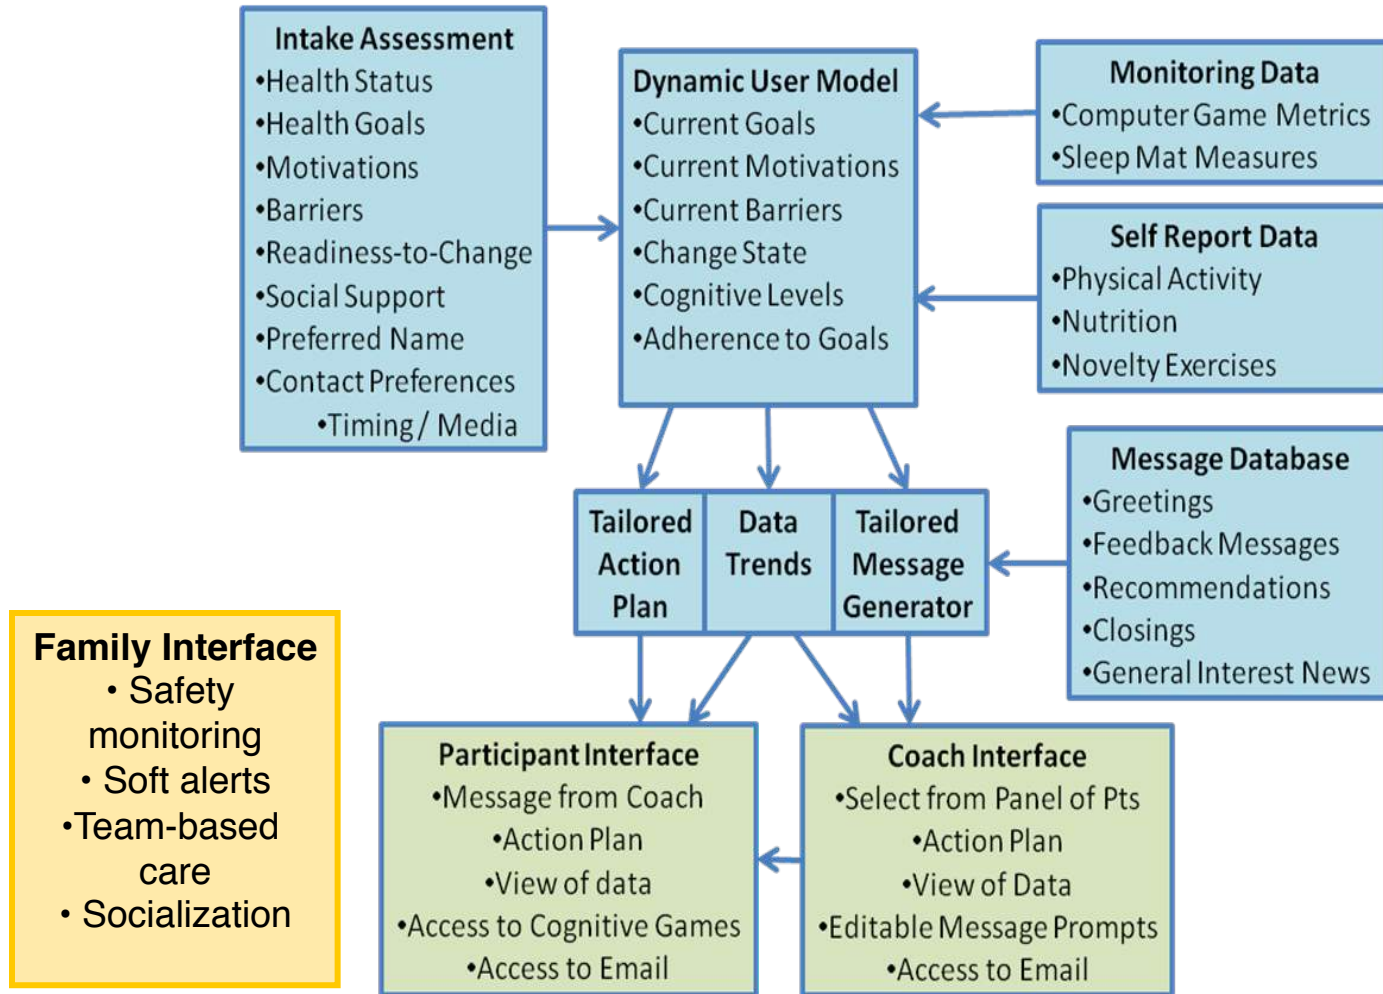 Intake Assessment
•Health Status
•Health Goals
•Motivations
•Barriers
•Readiness-to-Change
•Social Support
•Preferred Name
•Contact Preferences
•Timing / Media
Dynamic User Model
•Current Goals
•Current Motivations
•Current Barriers
•Change State
•Cognitive Levels
•Adherence to Goals
Monitoring Data
•Computer Game Metrics
•Sleep Mat Measures
Self Report Data
•Physical Activity
•Nutrition
•Novelty Exercises
Tailored
Action
Plan
Data
Trends
Tailored
Message
Generator
Message Database
•Greetings
•Feedback Messages
•Recommendations
•Closings
•General Interest News
Family Interface
• Safety
monitoring
• Soft alerts
•Team-based
care
• Socialization
Participant Interface
•Message from Coach
•Action Plan
•View of data
•Access to Cognitive Games
•Access to Email
Coach Interface
•Select from Panel of Pts
•Action Plan
•View of Data
•Editable Message Prompts
•Access to Email